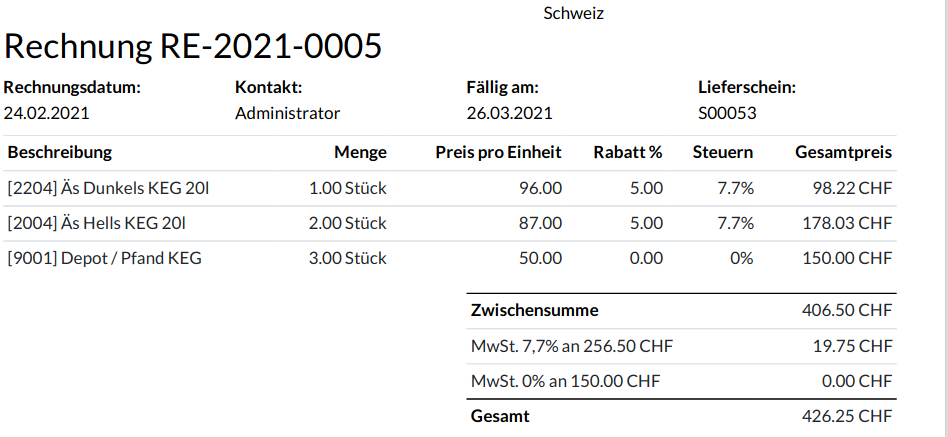 Schweiz
Rechnung RE-2021-0005
Rechnungsdatum: Kontakt: Fällig am: Lieferschein:
24.02.2021 Administrator 26.03.2021 S00053
Beschreibung Menge Preis pro Einheit Rabatt % Steuern Gesamtpreis
[2204] Äs Dunkels KEG 20l 1.00 Stück 96.00 5.00 7.7% 98.22 CHF
[2004] Äs Hells KEG 20l 2.00 Stück 87.00 5.00 7.7% 178.03 CHF
[9001] Depot / Pfand KEG 3.00 Stück 50.00 0.00 0% 150.00 CHF
Zwischensumme 406.50 CHF
MwSt. 7,7% an 256.50 CHF 19.75 CHF
MwSt. 0% an 150.00 CHF 0.00 CHF
Gesamt 426.25 CHF